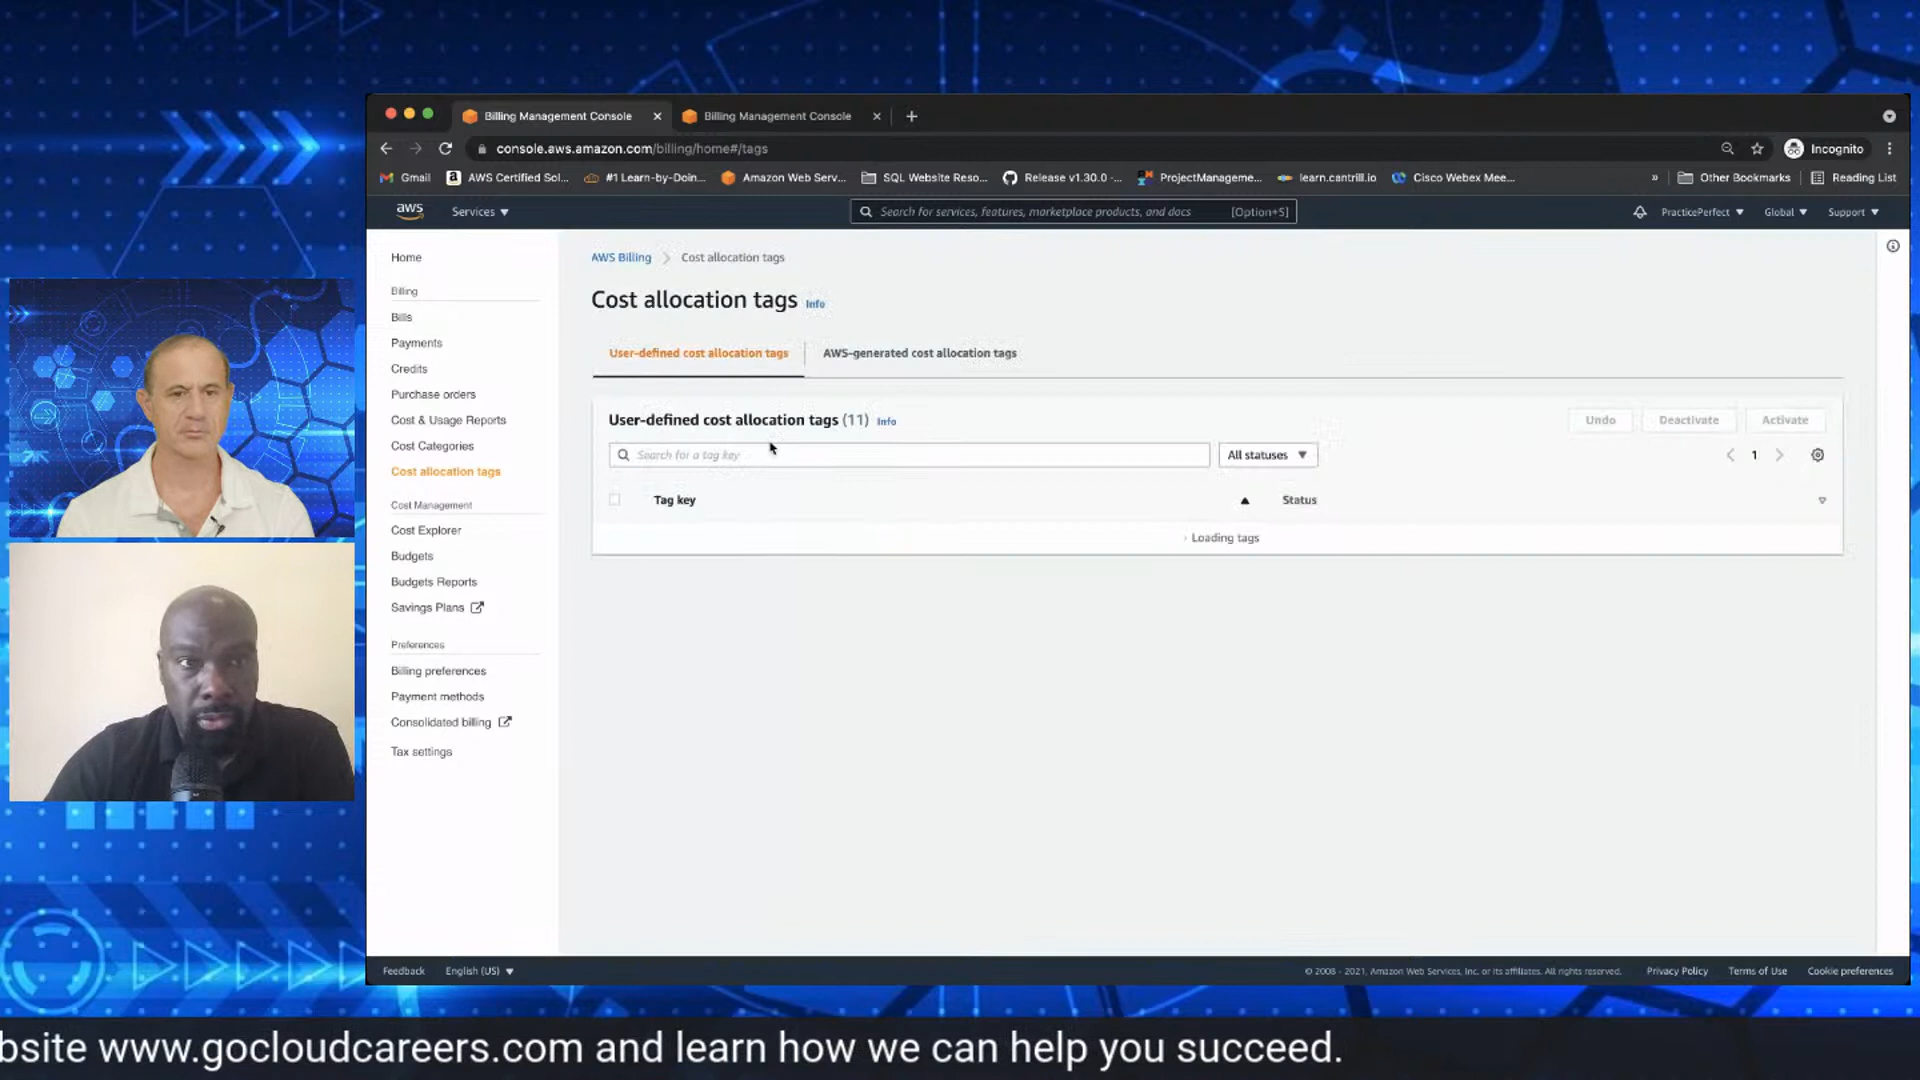 Billing Management Console
Billing Management Console
console.aws.amazon.com/billing/home#/tags
Incognito
Gmail
AWS Certified Sol...
#1 Learn-by-Doin...
Amazon Web Serv...
SQL Website Reso...
Release v1.30.0 -...
ProjectManageme...
learn.cantrill.io
Cisco Webex Mee...
»
Other Bookmarks
Reading List
aws
Services
Search for services, features, marketplace products, and docs
[Option+S]
PracticePerfect
Global
Support
Home
Billing
Bills
Payments
Credits
Purchase orders
Cost & Usage Reports
Cost Categories
Cost allocation tags
Cost Management
Cost Explorer
Budgets
Budgets Reports
Savings Plans
Preferences
Billing preferences
Payment methods
Consolidated billing
Tax settings
AWS Billing
Cost allocation tags
Cost allocation tags Info
User-defined cost allocation tags
AWS-generated cost allocation tags
User-defined cost allocation tags (11) Info
Undo
Deactivate
Activate
Search for a tag key
All statuses
1
Tag key
Status
Loading tags
Feedback
English (US)
© 2008 - 2021, Amazon Web Services, Inc. or its affiliates. All rights reserved.
Privacy Policy
Terms of Use
Cookie preferences
bsite www.gocloudcareers.com and learn how we can help you succeed.